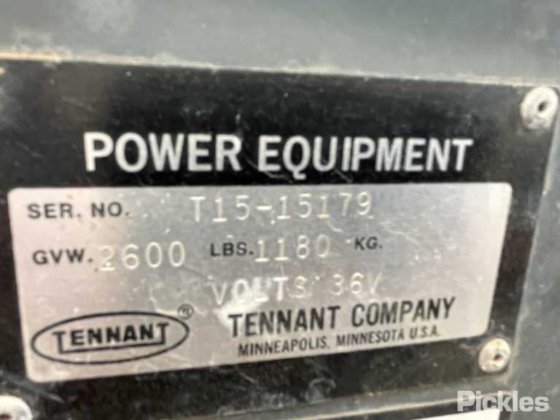 POWER EQUIPMENT
SER. NO. T15-15179
GVW. 2600 LBS. 1180 KG.
VOLTS 36V
TENNANT ® TENNANT COMPANY
MINNEAPOLIS, MINNESOTA U.S.A.
Pickles